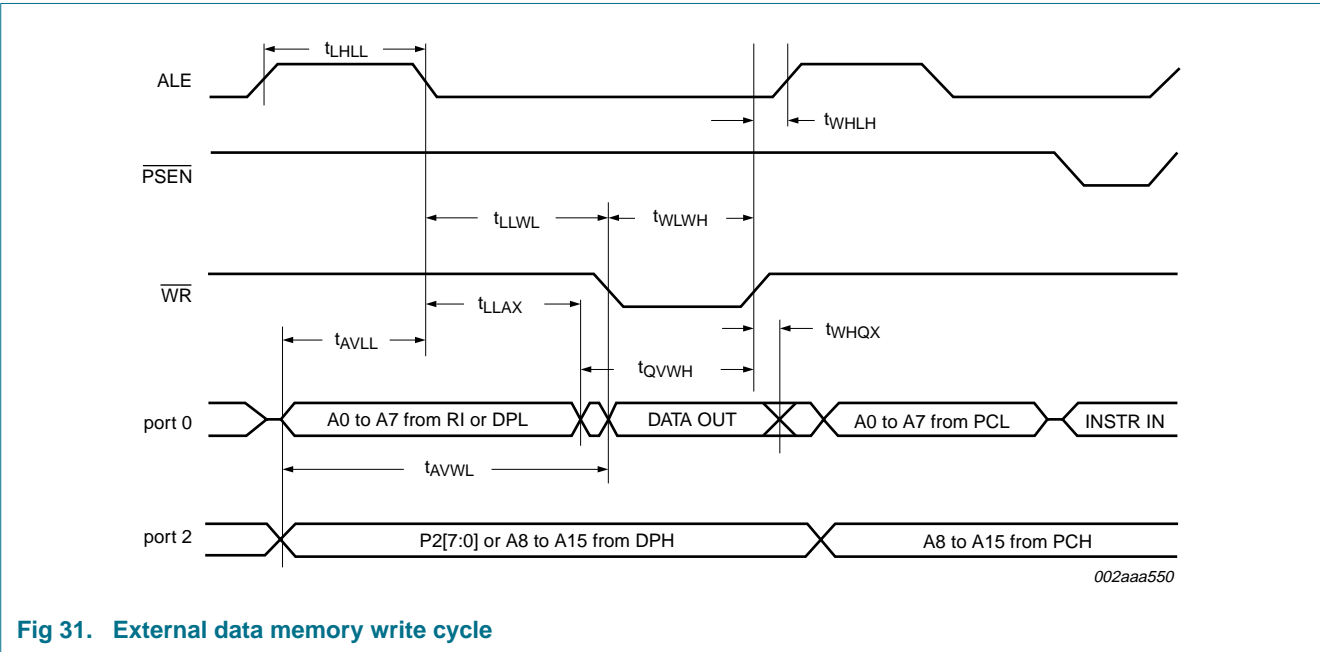 tLHLL
ALE
tWHLH
PSEN
tLLWL
tWLWH
WR
tLLAX
tWHQX
tAVLL
tQVWH
port 0
A0 to A7 from RI or DPL
DATA OUT
A0 to A7 from PCL
INSTR IN
tAVWL
port 2
P2[7:0] or A8 to A15 from DPH
A8 to A15 from PCH
002aaa550
Fig 31. External data memory write cycle